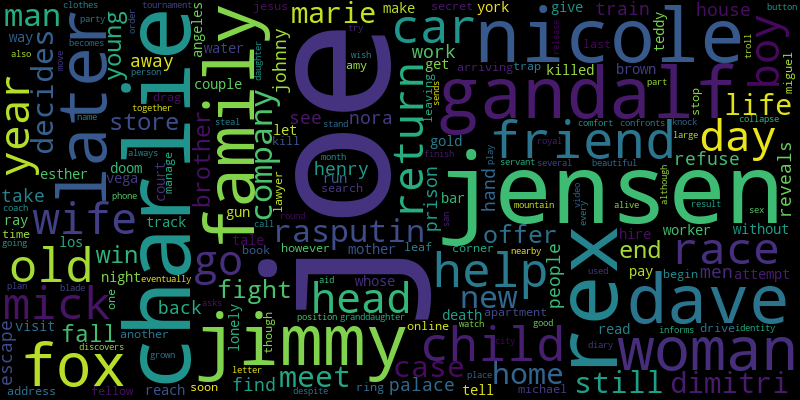 joe
jensen
charlie
jimmy
gandalf
nicole
rex
dave
family
later
friend
woman
fox
wife
old
mick
child
help
boy
car
race
year
go
head
day
life
man
return
still
home
dimitri
rasputin
company
case
marie
decides
meet
fight
brother
new
end
win
fall
store
offer
palace
young
away
johnny
nora
henry
prison
train
house
hand
people
see
work
make
york
give
teddy
miguel
secret
jesus
tournament
button
party
clothes
order
becomes
also
way
angeles
water
couple
daughter
wish
try
amy
let
kill
stand
get
leaving
arriving
trap
killed
brown
last
release
stop
part
troll
move
person
together
name
drag
gun
esther
doom
vega
court
manage
always
phone
take
coach
ray
time
going
track
los
night
eventually
plan
blade
one
back
visit
another
discovers
grown
escape
address
fellow
reach
soon
find
letter
asks
lonely
though
despite
tale
book
call
lawyer
round
month
run
search
however
mother
whose
leaf
aid
position
granddaughter
online
ring
watch
death
apartment
good
city
place
tell
michael
gold
bar
san
finish
corner
nearby
sends
servant
play
several
mountain
royal
beautiful
comfort
confronts
knock
collapse
large
refuse
reveals
hire
worker
without
alive
although
result
sex
video
every
men
attempt
pay
begin
read
drive
identity
used
diary
informs
steal